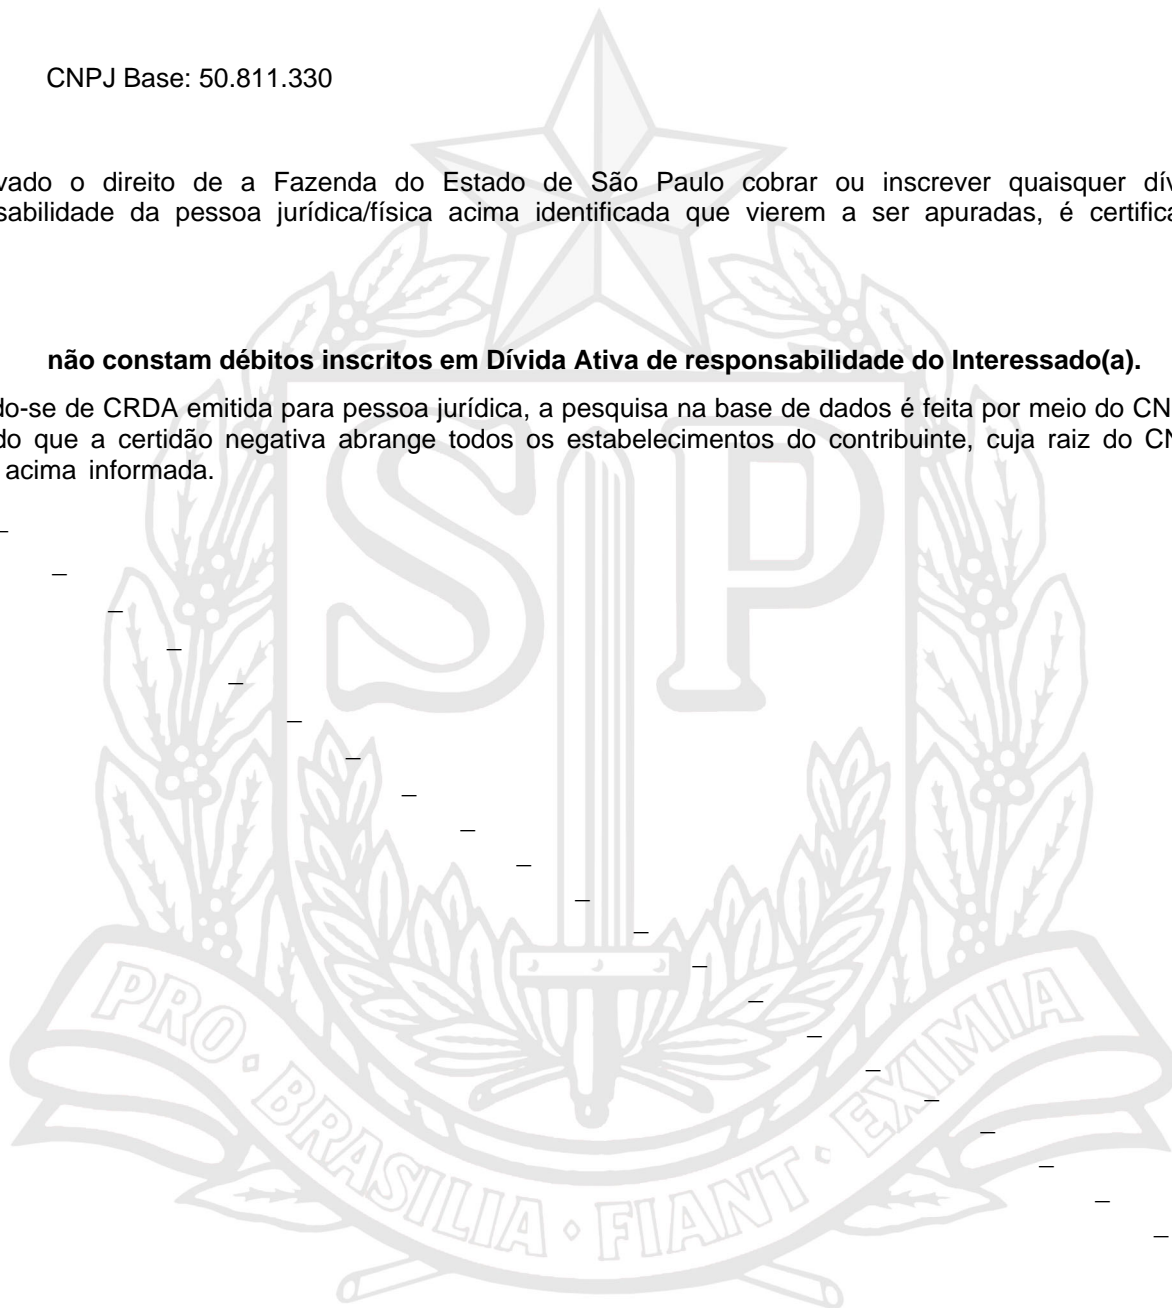 CNPJ Base: 50.811.330
vado o direito de a Fazenda do Estado de São Paulo cobrar ou inscrever quaisquer dív
sabilidade da pessoa jurídica/física acima identificada que vierem a ser apuradas, é certifica
não constam débitos inscritos em Dívida Ativa de responsabilidade do Interessado(a).
do-se de CRDA emitida para pessoa jurídica, a pesquisa na base de dados é feita por meio do CN
do que a certidão negativa abrange todos os estabelecimentos do contribuinte, cuja raiz do CN
acima informada.
SP
PRO • BRASILIA • FIANT • EXIMIA